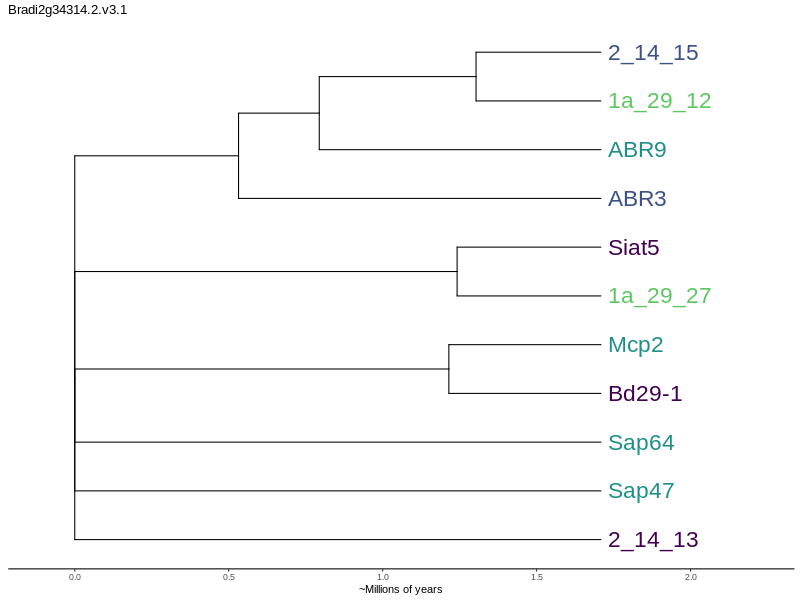 Bradi2g34314.2.v3.1
2_14_15
1a_29_12
ABR9
ABR3
Siat5
1a_29_27
Mcp2
Bd29-1
Sap64
Sap47
2_14_13
0.0 0.5 1.0 1.5 2.0
~Millions of years